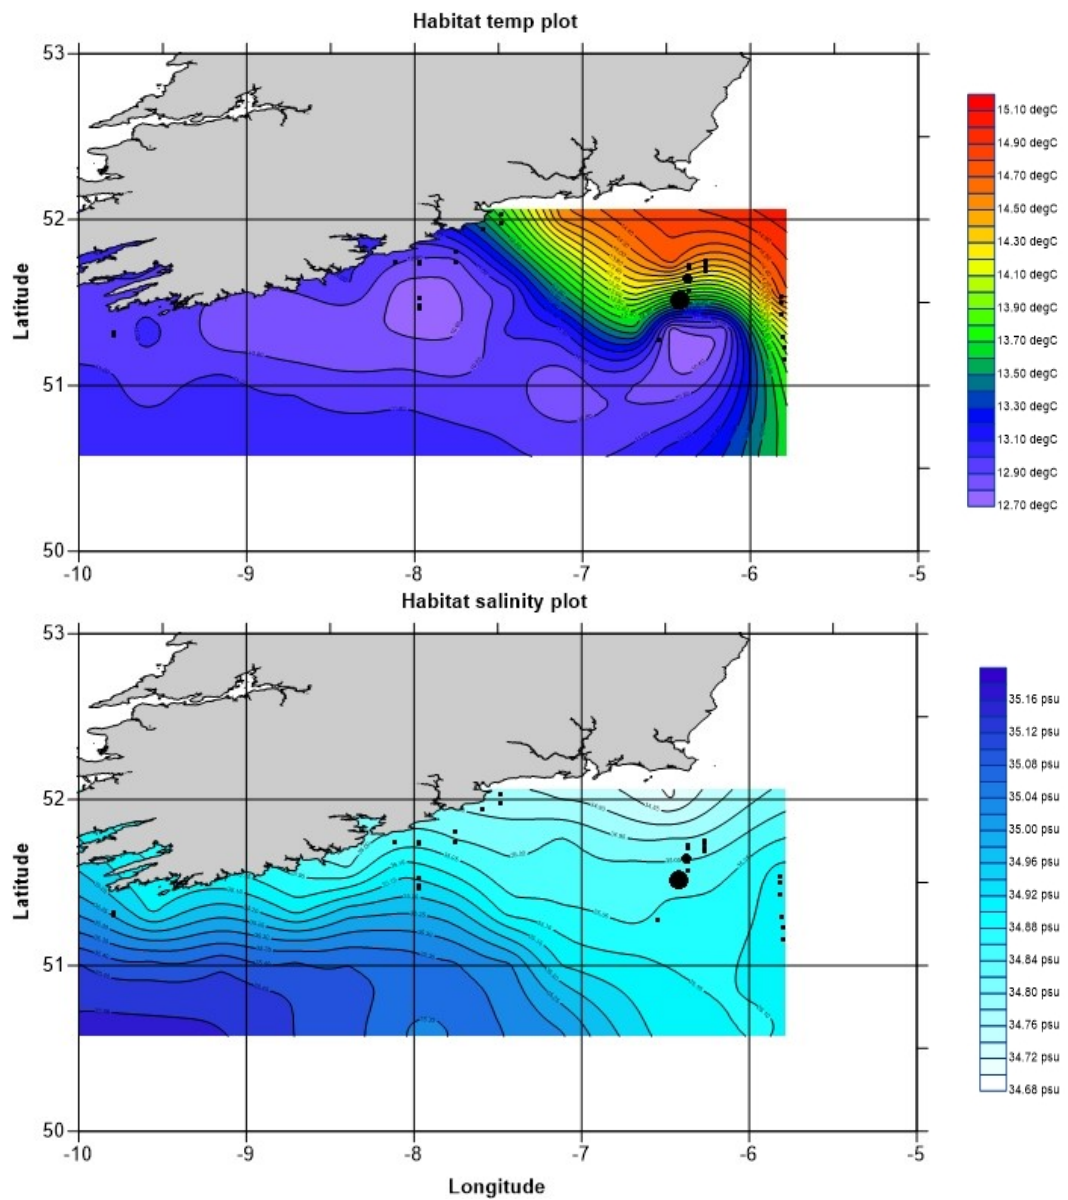 Habitat temp plot
53
52
51
50
Latitude
-10
-9
-8
-7
-6
-5
15.10 degC
14.90 degC
14.70 degC
14.50 degC
14.30 degC
14.10 degC
13.90 degC
13.70 degC
13.50 degC
13.30 degC
13.10 degC
12.90 degC
12.70 degC
Habitat salinity plot
53
52
51
50
Latitude
-10
-9
-8
-7
-6
-5
Longitude
35.16 psu
35.12 psu
35.08 psu
35.04 psu
35.00 psu
34.96 psu
34.92 psu
34.88 psu
34.84 psu
34.80 psu
34.76 psu
34.72 psu
34.68 psu